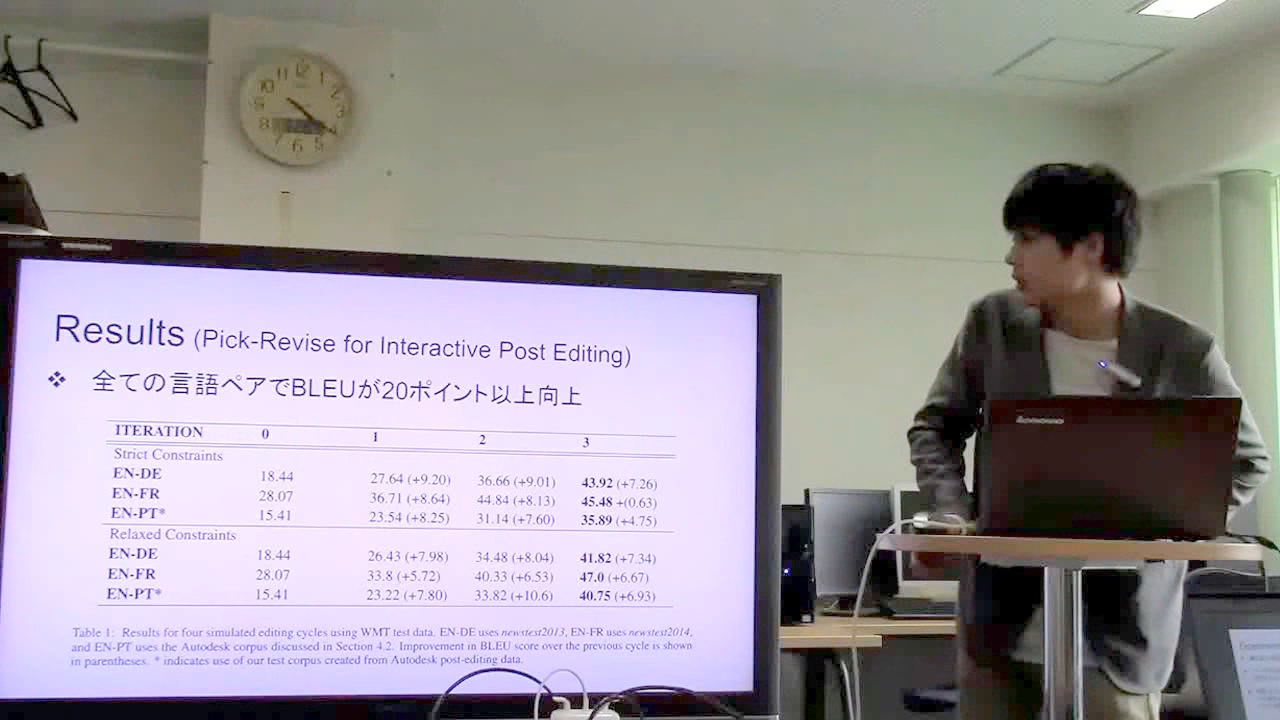 Results (Pick-Revise for Interactive Post Editing)
❖ 全ての言語ペアでBLEUが20ポイント以上向上
ITERATION 0 1 2 3
Strict Constraints
EN-DE 18.44 27.64 (+9.20) 36.66 (+9.01) 43.92 (+7.26)
EN-FR 28.07 36.71 (+8.64) 44.84 (+8.13) 45.48 +(0.63)
EN-PT* 15.41 23.54 (+8.25) 31.14 (+7.60) 35.89 (+4.75)
Relaxed Constraints
EN-DE 18.44 26.43 (+7.98) 34.48 (+8.04) 41.82 (+7.34)
EN-FR 28.07 33.8 (+5.72) 40.33 (+6.53) 47.0 (+6.67)
EN-PT* 15.41 23.22 (+7.80) 33.82 (+10.6) 40.75 (+6.93)
Table 1: Results for four simulated editing cycles using WMT test data. EN-DE uses newstest2013, EN-FR uses newstest2014,
and EN-PT uses the Autodesk corpus discussed in Section 4.2. Improvement in BLEU score over the previous cycle is shown
in parentheses. * indicates use of our test corpus created from Autodesk post-editing data.
lenovo